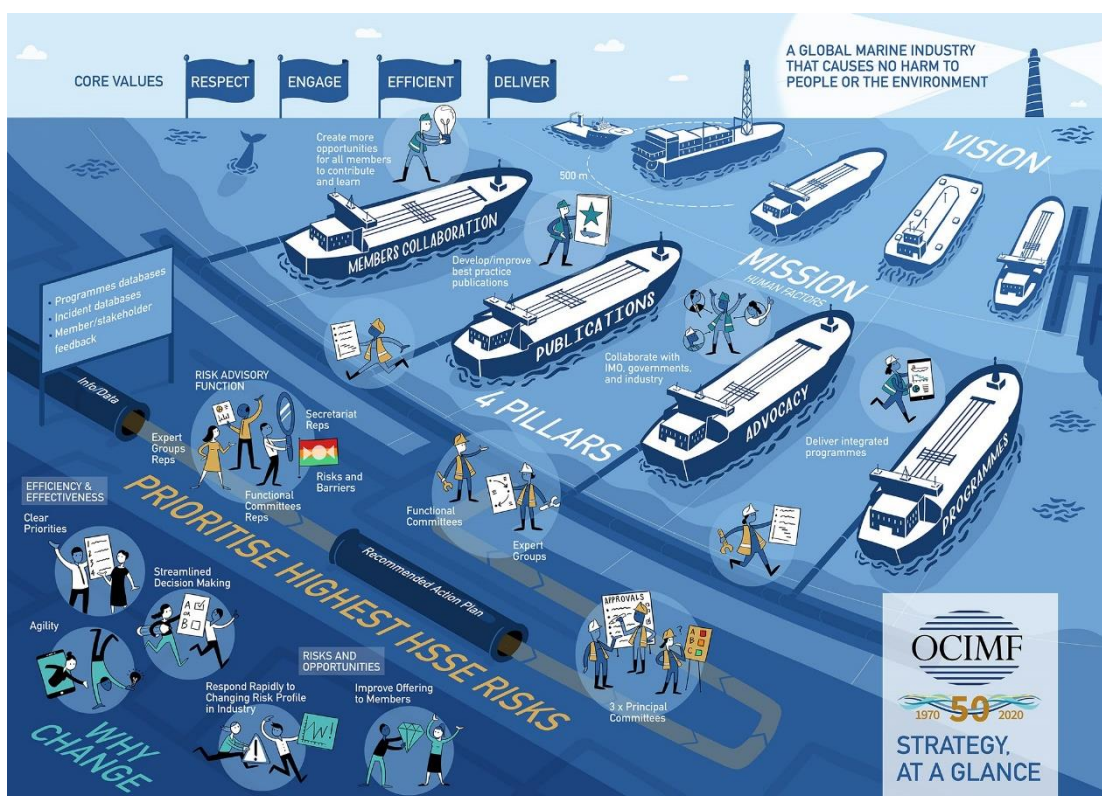 CORE VALUES
RESPECT
ENGAGE
EFFICIENT
DELIVER
A GLOBAL MARINE INDUSTRY
THAT CAUSES NO HARM TO
PEOPLE OR THE ENVIRONMENT
VISION
Create more
opportunities
for all members
to contribute
and learn
500 m
MEMBERS COLLABORATION
Develop/improve
best practice
publications
MISSION
HUMAN FACTORS
PUBLICATIONS
Collaborate with
IMO, governments,
and industry
4 PILLARS
ADVOCACY
Deliver integrated
programmes
PROGRAMMES
• Programmes databases
• Incident databases
• Member/stakeholder
feedback
Info/Data
RISK ADVISORY
FUNCTION
Expert
Groups
Reps
Secretariat
Reps
Functional
Committees
Reps
Risks and
Barriers
Functional
Committees
Expert
Groups
PRIORITISE HIGHEST HSSE RISKS
Recommended Action Plan
APPROVALS
A
B
C
?
3 x Principal
Committees
EFFICIENCY &
EFFECTIVENESS
Clear
Priorities
Streamlined
Decision Making
A
OR
B
Agility
RISKS AND
OPPORTUNITIES
Respond Rapidly to
Changing Risk Profile
in Industry
!
!
Improve Offering
to Members
WHY
CHANGE
OCIMF
1970 50 2020
STRATEGY,
AT A GLANCE